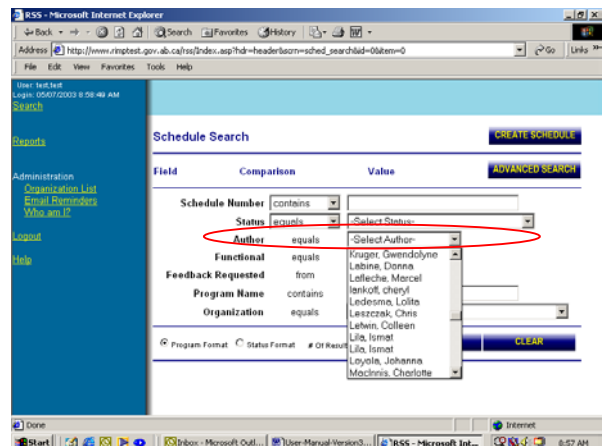 RSS - Microsoft Internet Explorer
Back Search Favorites History
Address http://www.rimptest.gov.ab.ca/rss/Index.asp?hdr=header&scrn=sched_search&id=0&item=0 Go Links »
File Edit View Favorites Tools Help
User: test,test
Login: 05/07/2003 8:58:49 AM
Search
Reports
Administration
Organization List
Email Reminders
Who am I?
Logout
Help
Schedule Search CREATE SCHEDULE
Field Comparison Value ADVANCED SEARCH
Schedule Number contains
Status equals -Select Status-
Author equals -Select Author-
Functional equals
Feedback Requested from
Program Name contains
Organization equals
Kruger, Gwendolyne
Labine, Donna
Lafleche, Marcel
lankoff, cheryl
Ledesma, Lolita
Leszczak, Chris
Letwin, Colleen
Lila, Ismat
Lila, Ismat
Loyola, Johanna
MacInnis, Charlotte
Program Format Status Format # Of Result CLEAR
Done Internet
Start Inbox - Microsoft Outl... User-Manual-Version3... RSS - Microsoft Int... 8:57 AM